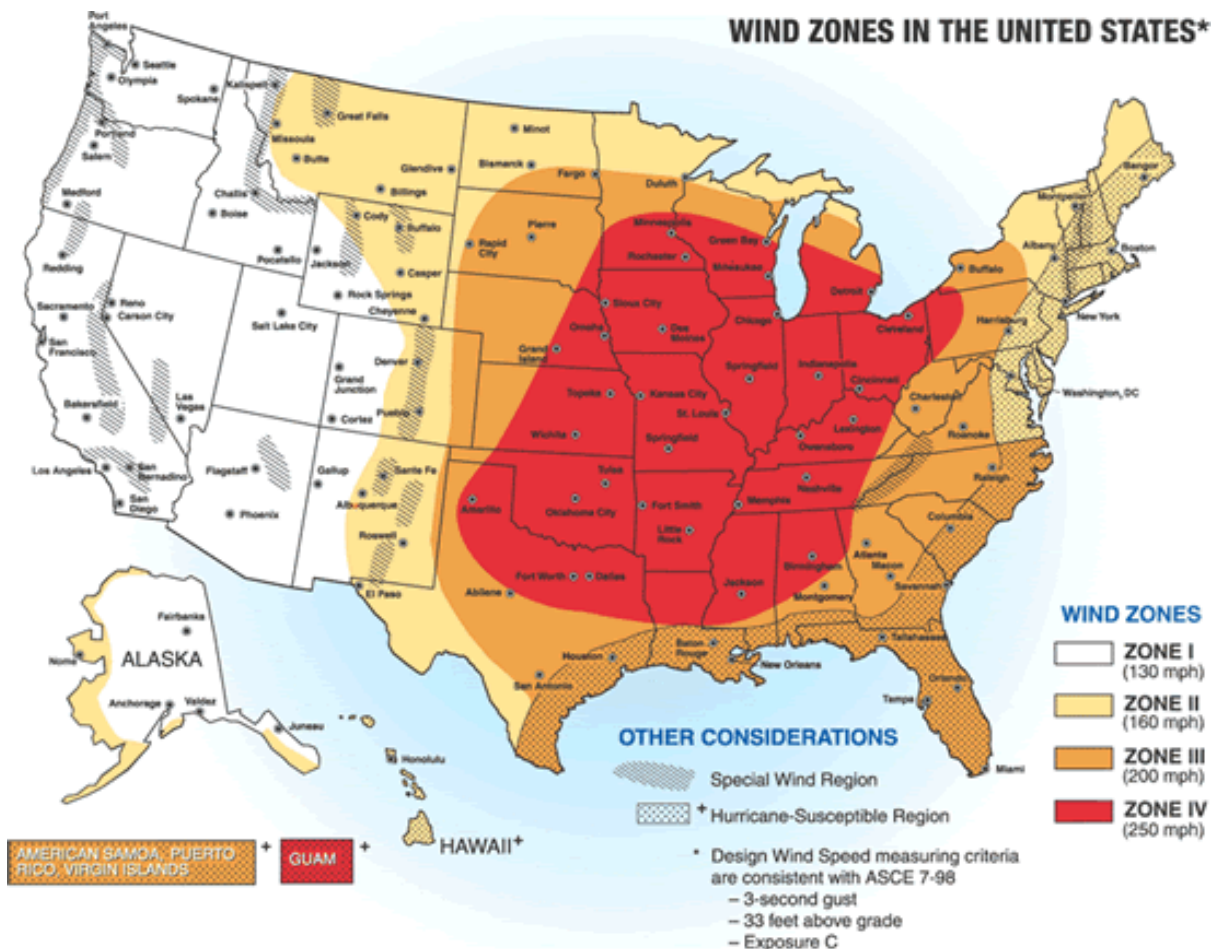 WIND ZONES IN THE UNITED STATES*
Port
Angeles
Seattle
Olympia
Spokane
Kalispell
Great Falls
Missoula
Butte
Glendive
Billings
Minot
Bismarck
Fargo
Duluth
Portland
Salem
Medford
Challis
Boise
Pocatello
Jackson
Cody
Buffalo
Casper
Rock Springs
Cheyenne
Rapid
City
Pierre
Minneapolis
Rochester
Green Bay
Milwaukee
Detroit
Buffalo
Albany
Montpelier
Bangor
Boston
New York
Harrisburg
Washington, DC
Redding
Sacramento
Reno
Carson City
San
Francisco
Salt Lake City
Grand
Junction
Cortez
Denver
Pueblo
Grand
Island
Omaha
Sioux City
Des
Moines
Chicago
Cleveland
Springfield
Indianapolis
Cincinnati
Charleston
Roanoke
Bakersfield
Las
Vegas
Los Angeles
San
Bernadino
San
Diego
Flagstaff
Phoenix
Gallup
Sante Fe
Albuquerque
Roswell
El Paso
Topeka
Kansas City
St. Louis
Wichita
Springfield
Owensboro
Lexington
Tulsa
Nashville
Raleigh
Amarillo
Oklahoma City
Fort Smith
Memphis
Little
Rock
Columbia
Atlanta
Macon
Savannah
Birmingham
Montgomery
Jackson
Fort Worth
Dallas
Abilene
Houston
San Antonio
Baton
Rouge
New Orleans
Tallahassee
Orlando
Tampa
Miami
Fairbanks
Nome
ALASKA
Anchorage
Valdez
Juneau
Honolulu
HAWAII+
AMERICAN SAMOA, PUERTO
RICO, VIRGIN ISLANDS
+
GUAM
+
OTHER CONSIDERATIONS
Special Wind Region
+ Hurricane-Susceptible Region
* Design Wind Speed measuring criteria
are consistent with ASCE 7-98
– 3-second gust
– 33 feet above grade
– Exposure C
WIND ZONES
ZONE I
(130 mph)
ZONE II
(160 mph)
ZONE III
(200 mph)
ZONE IV
(250 mph)